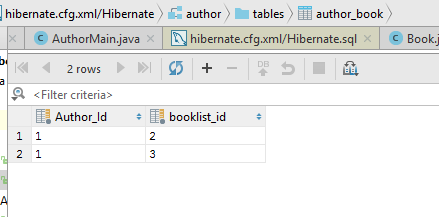 hibernate.cfg.xml/Hibernate author tables author_book
AuthorMain.java hibernate.cfg.xml/Hibernate.sql Book.j
2 rows DB
<Filter criteria>
Author_Id booklist_id
1 1 2
2 1 3